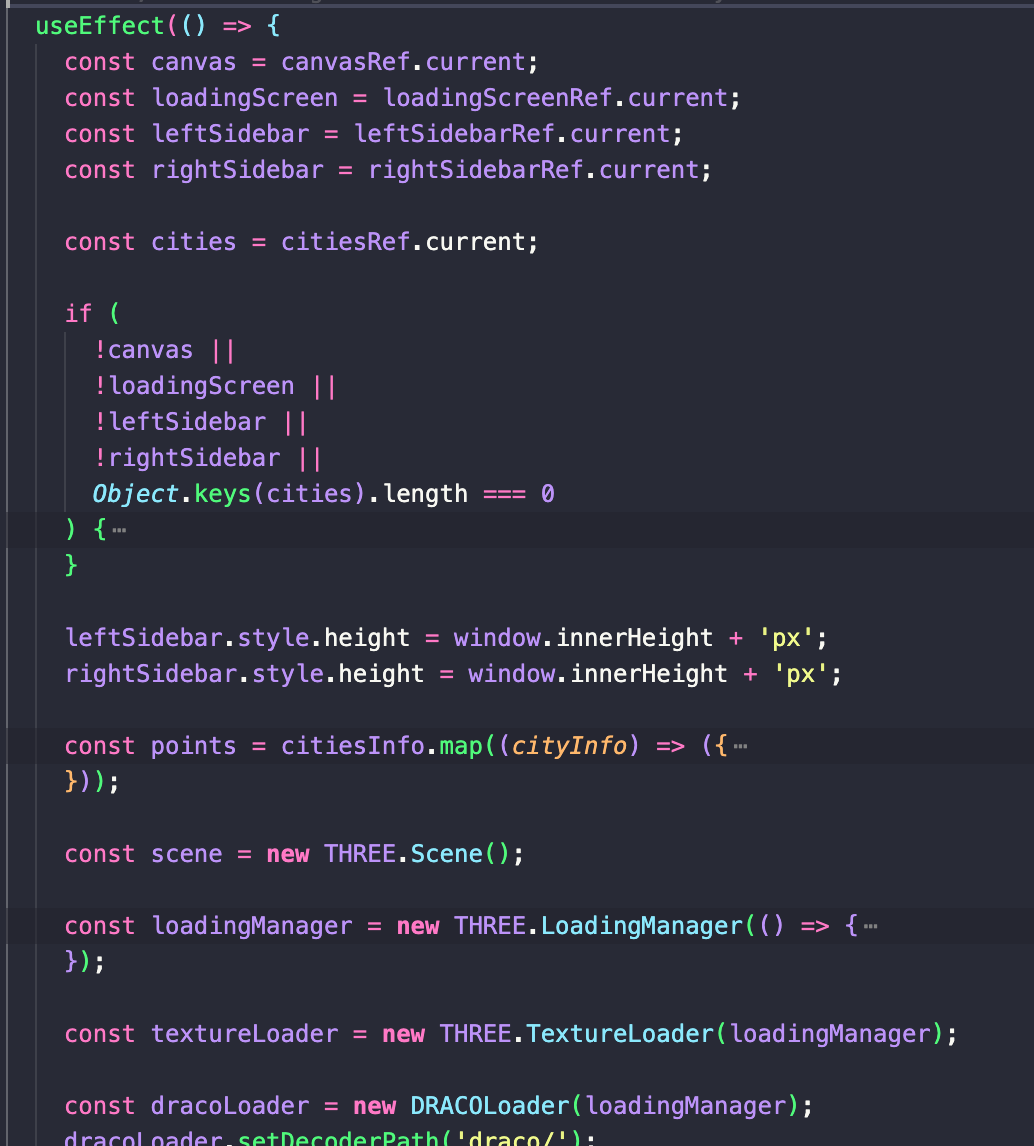 useEffect(() => {
const canvas = canvasRef.current;
const loadingScreen = loadingScreenRef.current;
const leftSidebar = leftSidebarRef.current;
const rightSidebar = rightSidebarRef.current;
const cities = citiesRef.current;
if (
!canvas ||
!loadingScreen ||
!leftSidebar ||
!rightSidebar ||
Object.keys(cities).length === 0
) {⋯
}
leftSidebar.style.height = window.innerHeight + 'px';
rightSidebar.style.height = window.innerHeight + 'px';
const points = citiesInfo.map((cityInfo) => ({⋯
}));
const scene = new THREE.Scene();
const loadingManager = new THREE.LoadingManager(() => {⋯
});
const textureLoader = new THREE.TextureLoader(loadingManager);
const dracoLoader = new DRACOLoader(loadingManager);
dracoLoader.setDecoderPath('draco/');